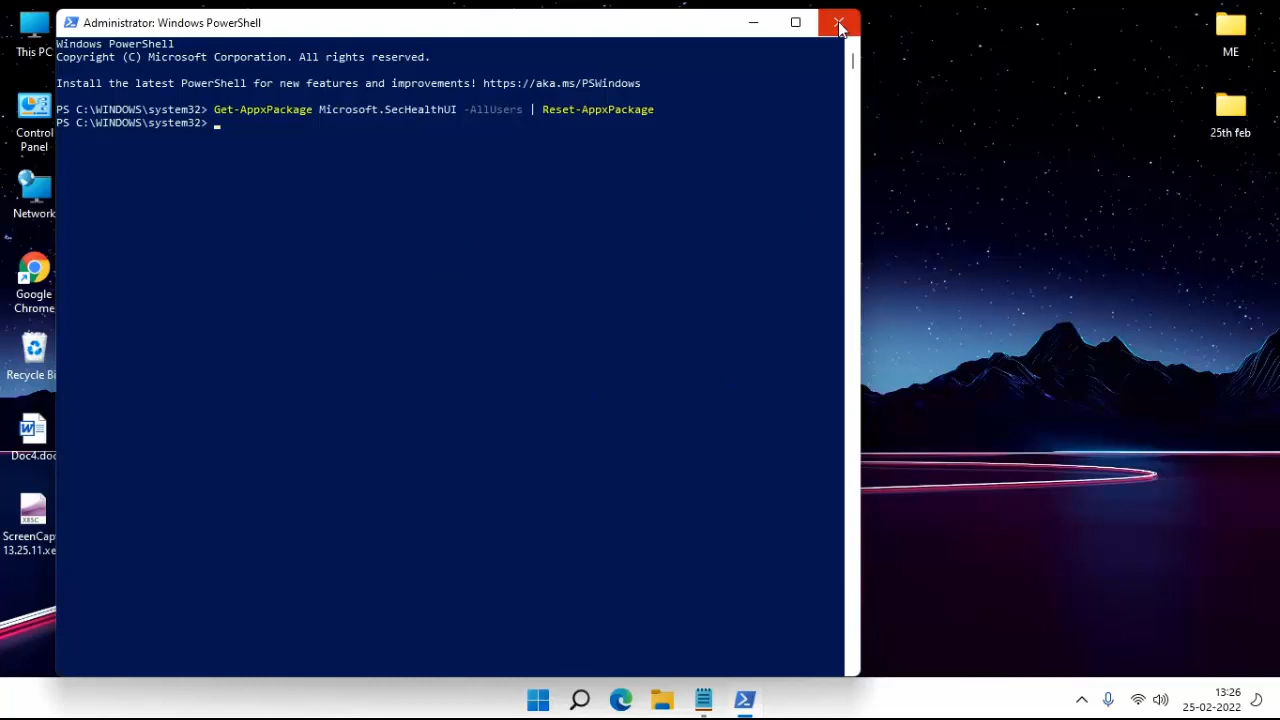 Administrator: Windows PowerShell
Windows PowerShell
Copyright (C) Microsoft Corporation. All rights reserved.
Install the latest PowerShell for new features and improvements! https://aka.ms/PSWindows
PS C:\WINDOWS\system32> Get-AppxPackage Microsoft.SecHealthUI -AllUsers | Reset-AppxPackage
PS C:\WINDOWS\system32>
This PC
Control
Panel
Network
Google
Chrome
Recycle Bi
Doc4.doc
ScreenCap
13.25.11.xe
ME
25th feb
13:26
25-02-2022